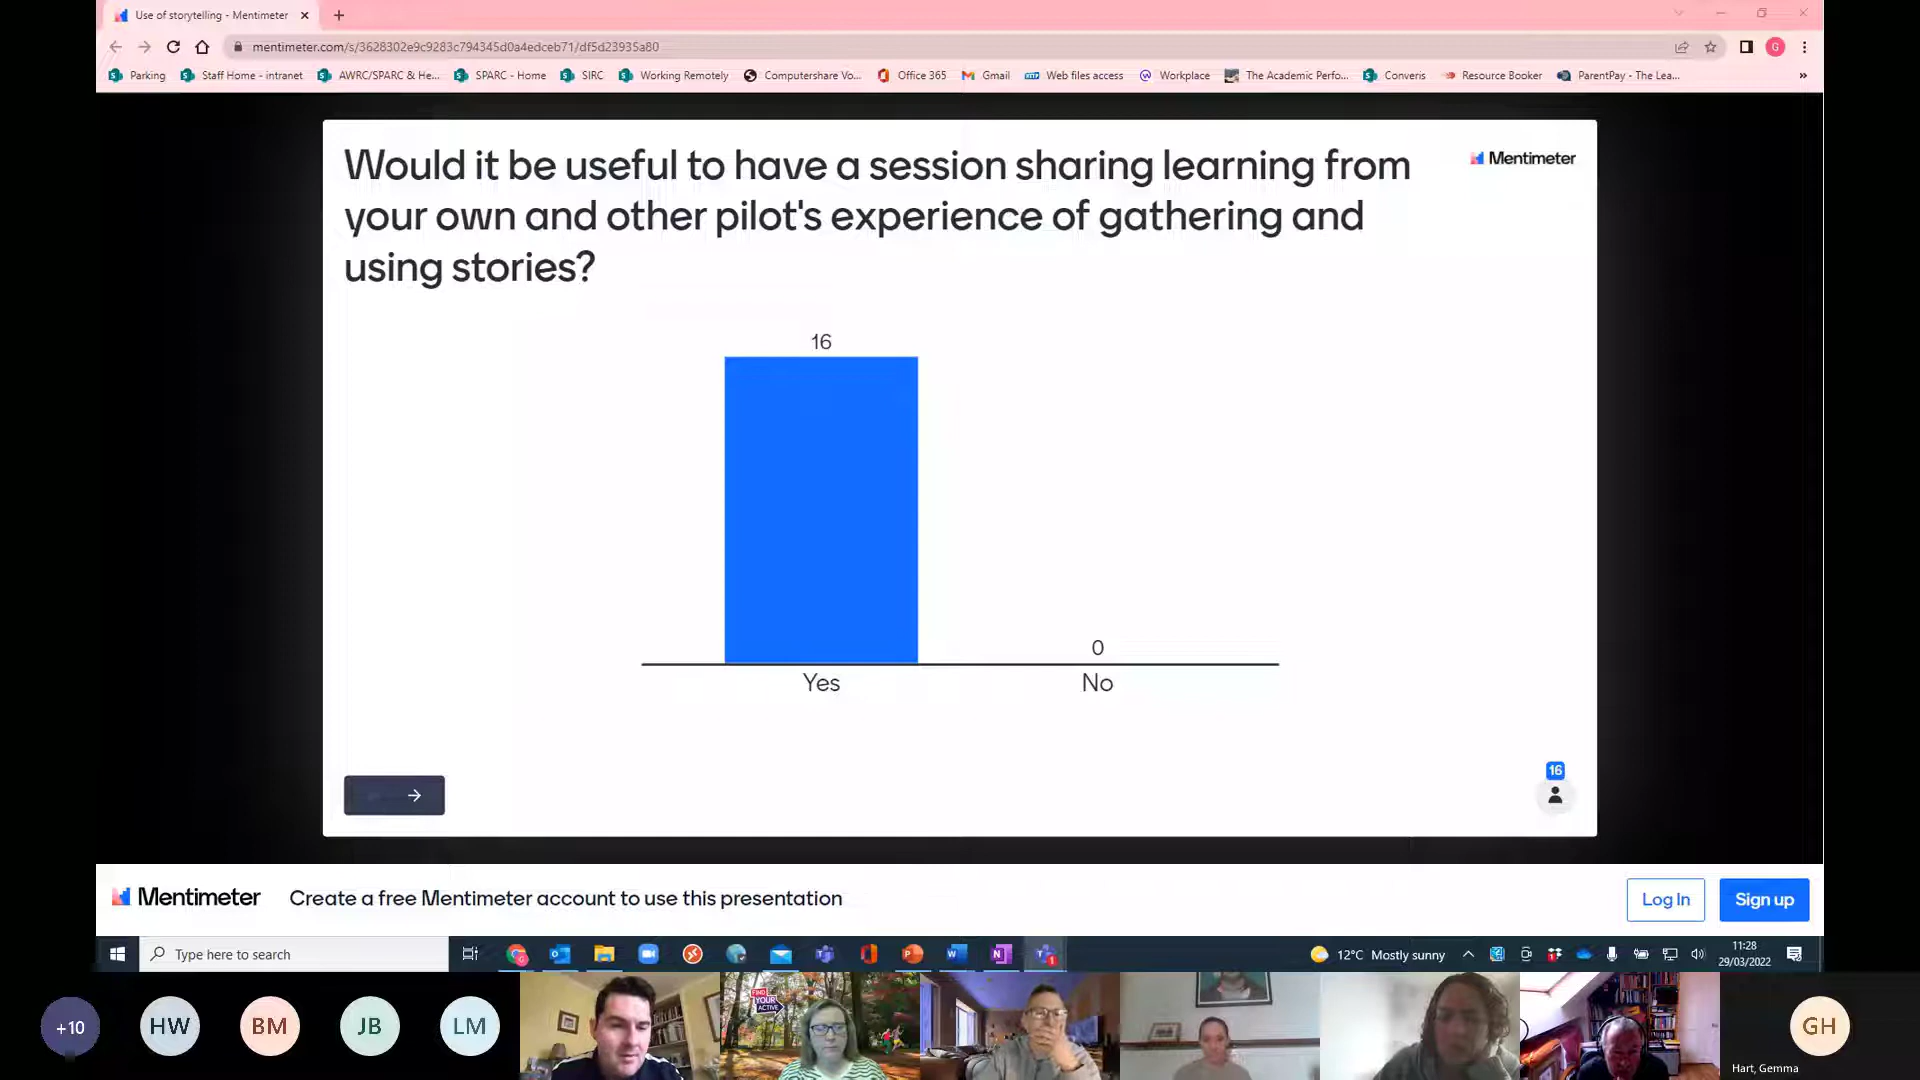 Use of storytelling - Mentimeter
mentimeter.com/s/3628302e9c9283c794345d0a4edceb71/df5d23935a80
G
Parking
Staff Home - intranet
AWRC/SPARC & He...
SPARC - Home
SIRC
Working Remotely
Computershare Vo...
Office 365
Gmail
Web files access
Workplace
The Academic Perfo...
Converis
Resource Booker
ParentPay - The Lea...
»
Would it be useful to have a session sharing learning from
your own and other pilot's experience of gathering and
using stories?
Mentimeter
16
0
Yes
No
16
Mentimeter
Create a free Mentimeter account to use this presentation
Log In
Sign up
Type here to search
12°C Mostly sunny
11:28
29/03/2022
+10
HW
BM
JB
LM
FIND
YOUR
ACTIVE
GH
Hart, Gemma